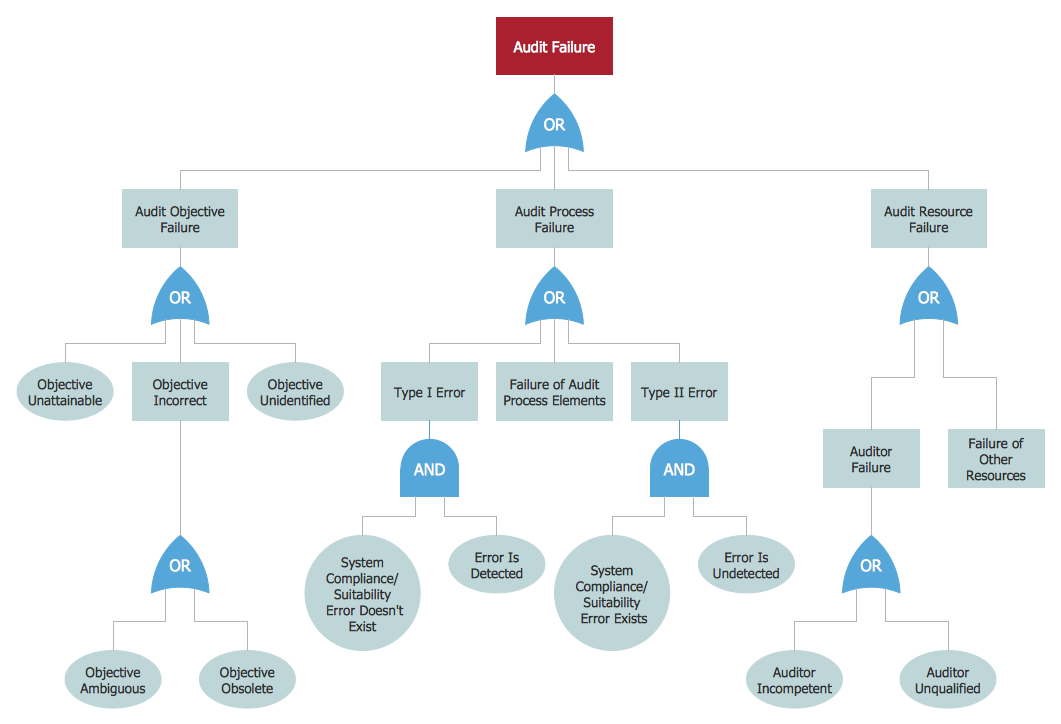 Audit Failure
OR
Audit Objective
Failure
Audit Process
Failure
Audit Resource
Failure
OR
OR
OR
Objective
Unattainable
Objective
Incorrect
Objective
Unidentified
Type I Error
Failure of Audit
Process Elements
Type II Error
Auditor
Failure
Failure of
Other
Resources
AND
AND
OR
System
Compliance/
Suitability
Error Doesn't
Exist
Error Is
Detected
System
Compliance/
Suitability
Error Exists
Error Is
Undetected
OR
Objective
Ambiguous
Objective
Obsolete
Auditor
Incompetent
Auditor
Unqualified